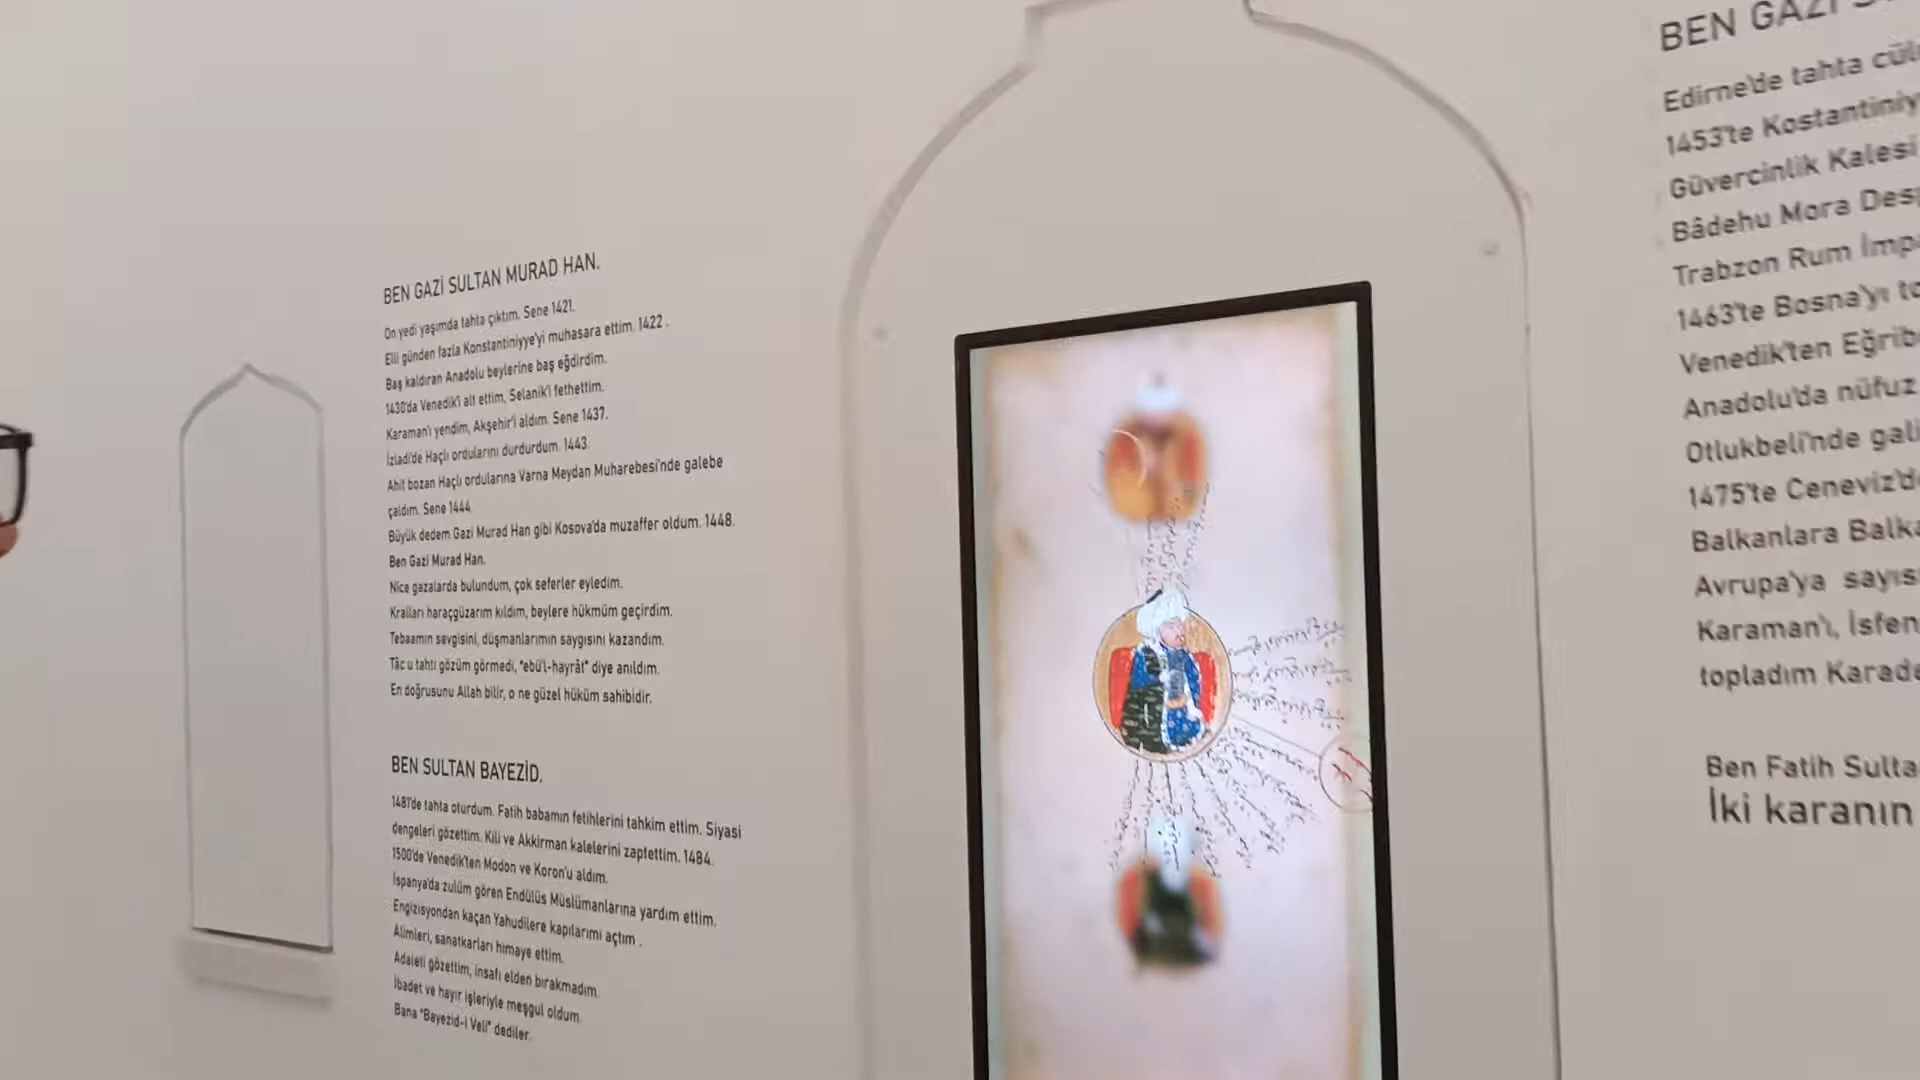 BEN GAZİ SULTAN MURAD HAN.
On yedi yaşımda tahta çıktım. Sene 1421.
Elli günden fazla Konstantiniyye'yi muhasara ettim. 1422 .
Baş kaldıran Anadolu beylerine baş eğdirdim.
1430'da Venedik'i alt ettim, Selanik'i fethettim.
Karaman'ı yendim, Akşehir'i aldım. Sene 1437.
İzladi'de Haçlı ordularını durdurdum. 1443.
Ahit bozan Haçlı ordularına Varna Meydan Muharebesi'nde galebe
çaldım. Sene 1444.
Büyük dedem Gazi Murad Han gibi Kosova'da muzaffer oldum. 1448.
Ben Gazi Murad Han.
Nice gazalarda bulundum, çok seferler eyledim.
Kralları haraçgüzarım kıldım, beylere hükmüm geçirdim.
Tebaamın sevgisini, düşmanlarımın saygısını kazandım.
Tâc u tahtı gözüm görmedi, "ebü'l-hayrât" diye anıldım.
En doğrusunu Allah bilir, o ne güzel hüküm sahibidir.
BEN SULTAN BAYEZİD.
1481'de tahta oturdum. Fatih babamın fetihlerini tahkim ettim. Siyasi
dengeleri gözettim. Kili ve Akkirman kalelerini zaptettim. 1484.
1500'de Venedik'ten Modon ve Koron'u aldım.
İspanya'da zulüm gören Endülüs Müslümanlarına yardım ettim.
Engizisyondan kaçan Yahudilere kapılarımı açtım .
Alimleri, sanatkarları himaye ettim.
Adaleti gözettim, insafı elden bırakmadım.
İbadet ve hayır işleriyle meşgul oldum.
Bana "Bayezid-i Veli" dediler.
BEN GAZİ
Edirne'de tahta
1453'te
Güvercinlik Kalesi
Bâdehu Mora
Trabzon Rum
1463'te Bosna'yı
Venedik'ten
Anadolu'da nüfuz
Otlukbeli'nde
1475'te
Balkanlara
Avrupa'ya
Karaman'ı,
topladım
Ben Fatih
İki karanın